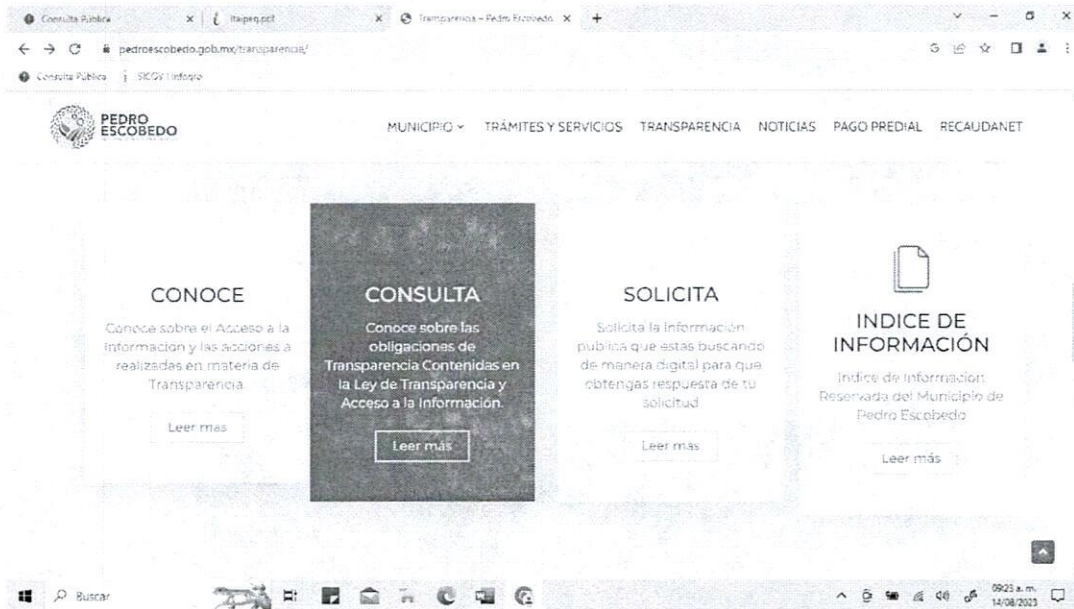 Consulta Pública
Itaipeq.pdf
Transparencia – Pedro Escobedo
pedroescobedo.gob.mx/transparencia/
Consulta Pública
PEDRO
ESCOBEDO
MUNICIPIO
TRÁMITES Y SERVICIOS
TRANSPARENCIA
NOTICIAS
PAGO PREDIAL
RECAUDANET
CONOCE
Conoce sobre el Acceso a la
Información y las acciones a
realizadas en materia de
Transparencia
Leer más
CONSULTA
Conoce sobre las
obligaciones de
Transparencia Contenidas en
la Ley de Transparencia y
Acceso a la Información.
Leer más
SOLICITA
Solicita la información
publica que estas buscando
de manera digital para que
obtengas respuesta de tu
solicitud
Leer más
INDICE DE
INFORMACIÓN
Indice de Informacion
Reservada del Municipio de
Pedro Escobedo
Leer más
Buscar
09:23 a. m.
14/08/2023